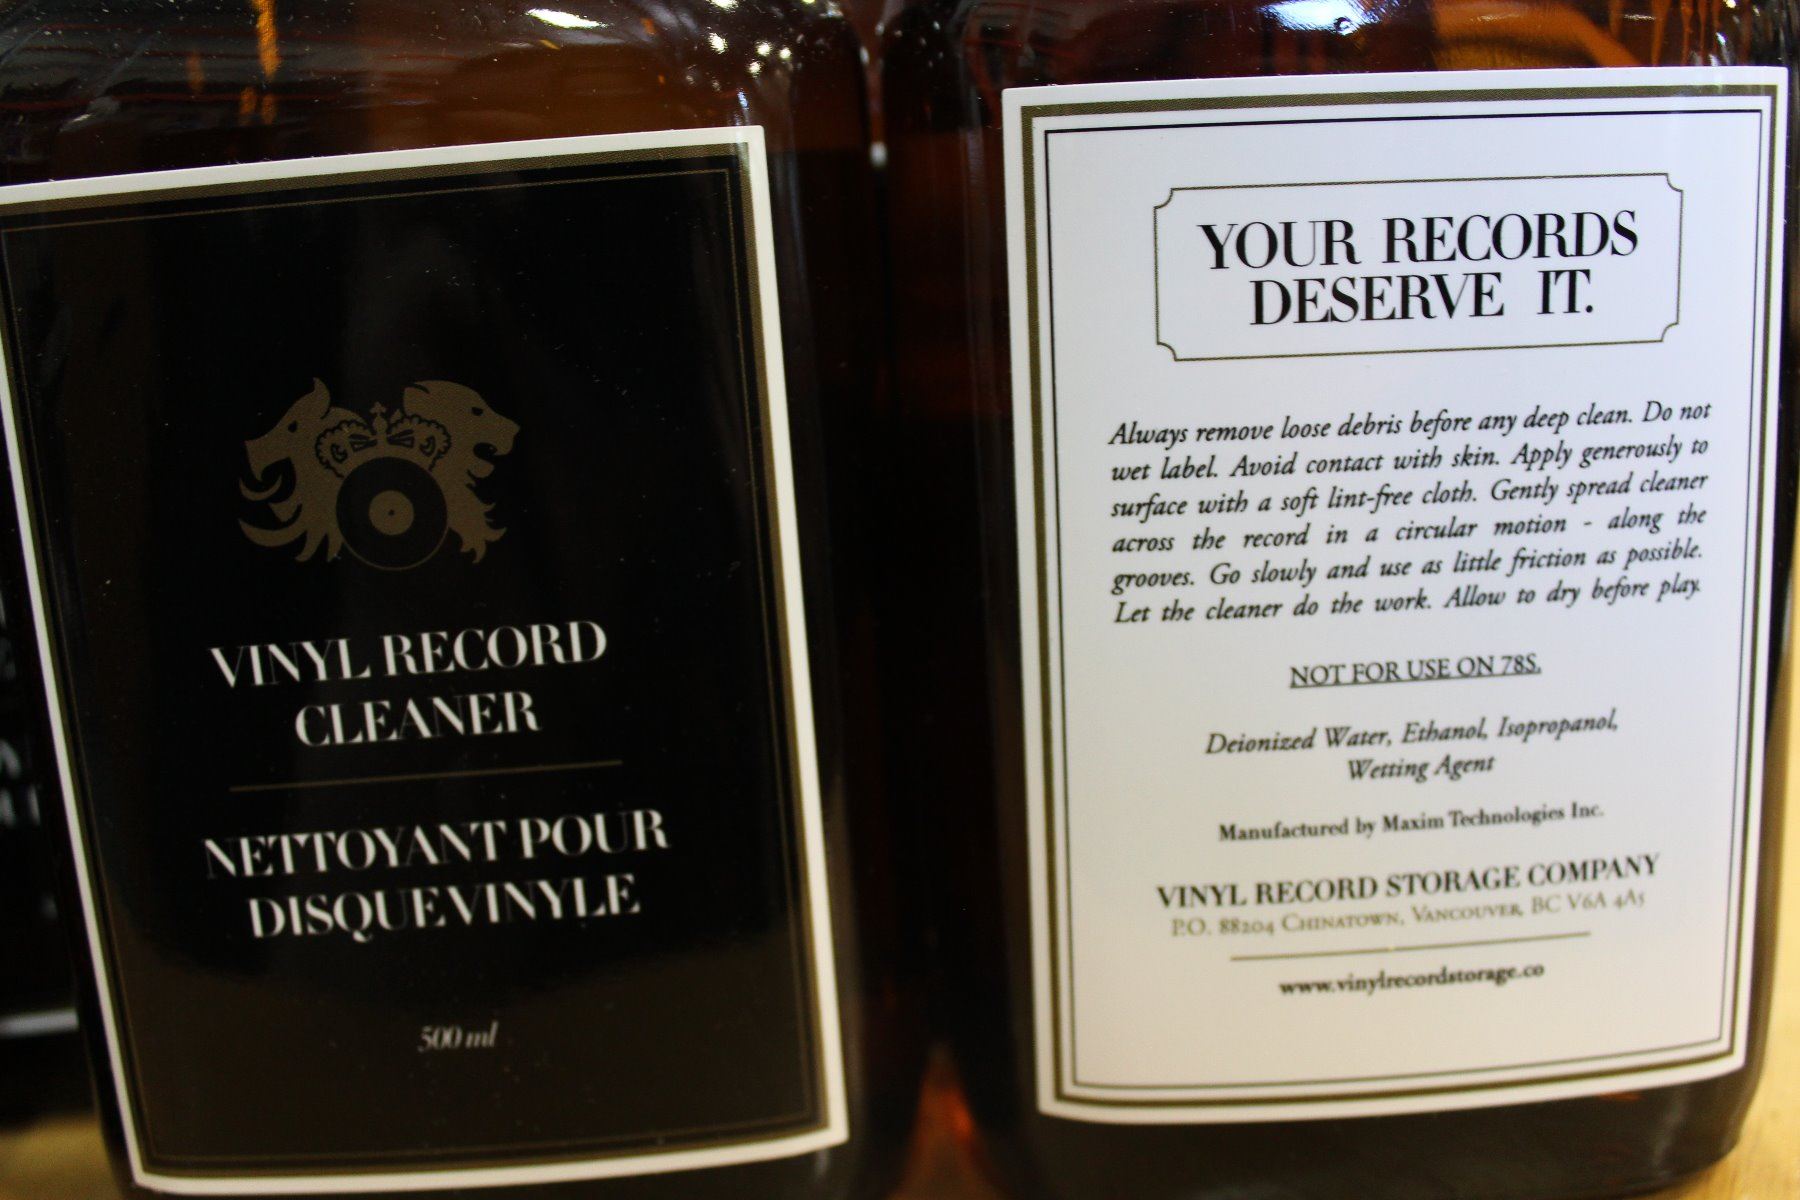 VINYL RECORD
CLEANER
NETTOYANT POUR
DISQUE VINYLE
500 ml
YOUR RECORDS
DESERVE IT.
Always remove loose debris before any deep clean. Do not
wet label. Avoid contact with skin. Apply generously to
surface with a soft lint-free cloth. Gently spread cleaner
across the record in a circular motion - along the
grooves. Go slowly and use as little friction as possible.
Let the cleaner do the work. Allow to dry before play.
NOT FOR USE ON 78S.
Deionized Water, Ethanol, Isopropanol,
Wetting Agent
Manufactured by Maxim Technologies Inc.
VINYL RECORD STORAGE COMPANY
P.O. 88204 CHINATOWN, VANCOUVER, BC V6A 4A5
www.vinylrecordstorage.co